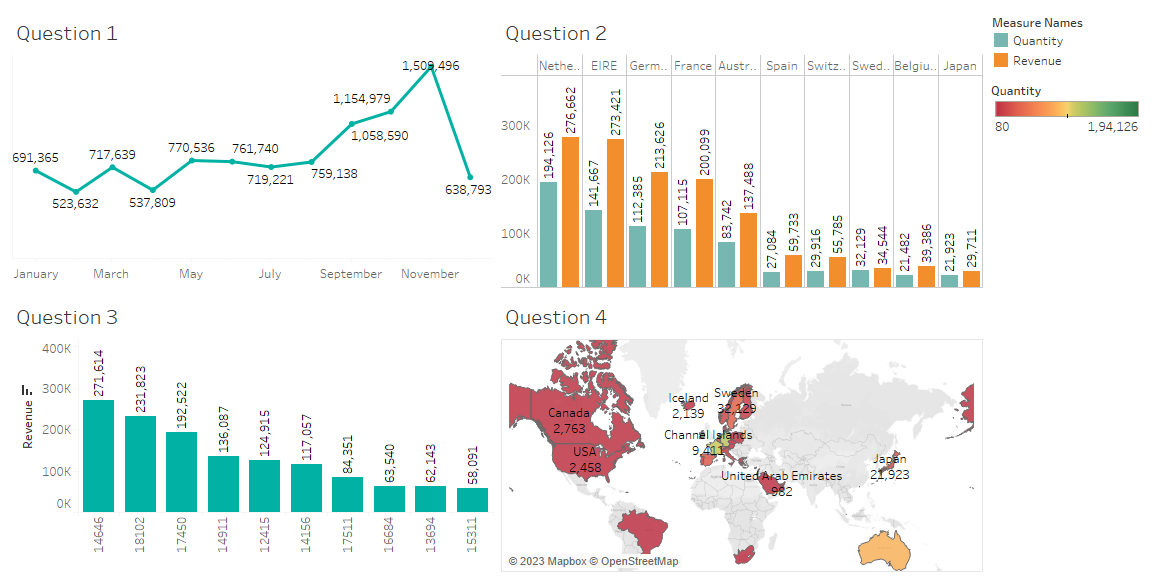 Question 1
1,509,496
1,154,979
1,058,590
770,536
761,740
717,639
691,365
719,221
759,138
523,632
537,809
638,793
January March May July September November
Question 2
Nethe.. EIRE Germ.. France Austr.. Spain Switz.. Swed.. Belgiu.. Japan
300K
200K
100K
0K
194,126
276,662
141,667
273,421
112,385
213,626
107,115
200,099
83,742
137,488
27,084
59,733
29,916
55,785
32,129
34,544
21,482
39,386
21,923
29,711
Measure Names
Quantity
Revenue
Quantity
80 1,94,126
Question 3
Revenue
400K
300K
200K
100K
0K
271,614
231,823
192,522
136,087
124,915
117,057
84,351
63,540
62,143
58,091
14646
18102
17450
14911
12415
14156
17511
16684
13694
15311
Question 4
Iceland
2,139
Sweden
32,129
Canada
2,763
Channel Islands
9,411
USA
2,458
Japan
21,923
United Arab Emirates
982
© 2023 Mapbox © OpenStreetMap